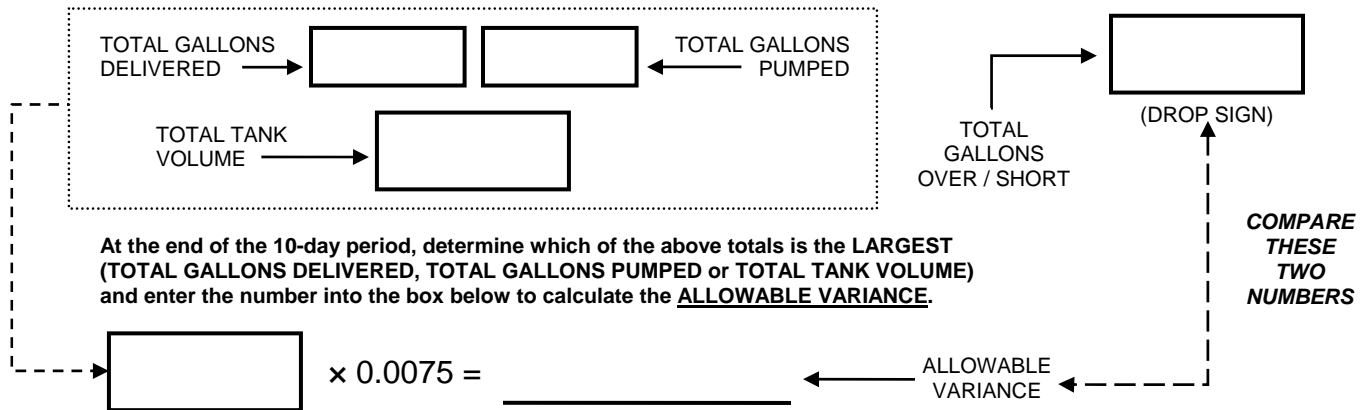 TOTAL GALLONS
DELIVERED
TOTAL GALLONS
PUMPED
TOTAL TANK
VOLUME
TOTAL
GALLONS
OVER / SHORT
(DROP SIGN)
COMPARE
THESE
TWO
NUMBERS
At the end of the 10-day period, determine which of the above totals is the LARGEST
(TOTAL GALLONS DELIVERED, TOTAL GALLONS PUMPED or TOTAL TANK VOLUME)
and enter the number into the box below to calculate the ALLOWABLE VARIANCE.
× 0.0075 =
ALLOWABLE
VARIANCE